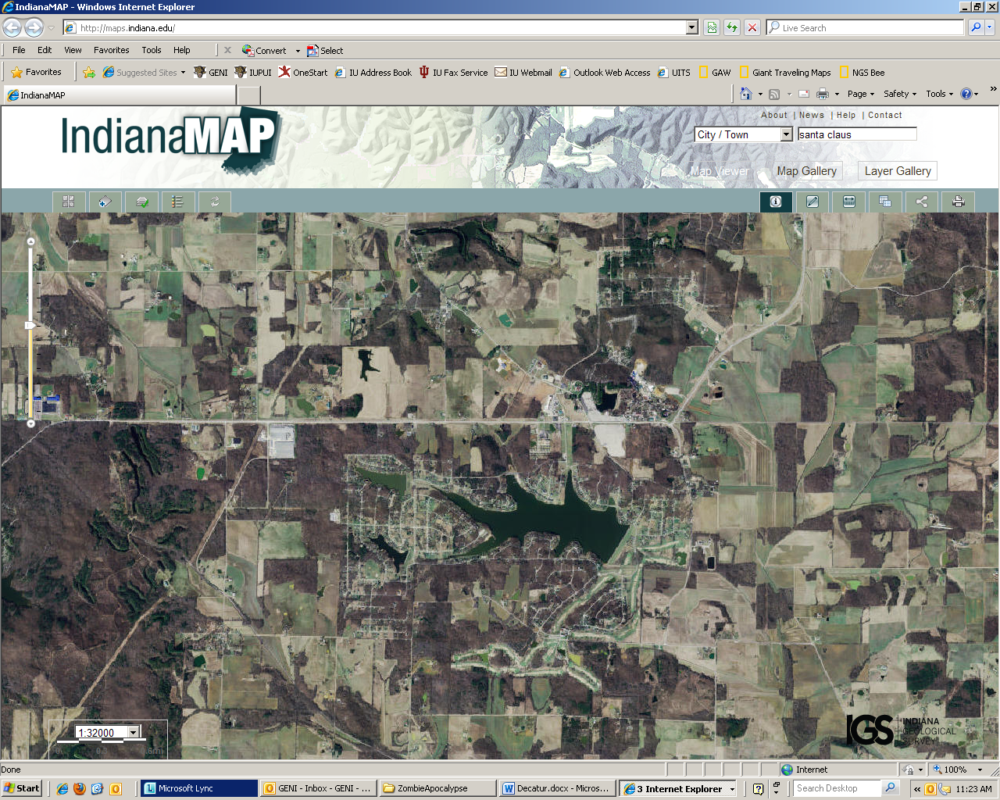 IndianaMAP - Windows Internet Explorer
http://maps.indiana.edu/
Live Search
File Edit View Favorites Tools Help
Convert Select
Favorites Suggested Sites GENI IUPUI OneStart IU Address Book IU Fax Service IU Webmail Outlook Web Access UITS GAW Giant Traveling Maps NGS Bee
IndianaMAP
Page Safety Tools »
IndianaMAP
About | News | Help | Contact
City / Town santa claus
Map Viewer Map Gallery Layer Gallery
1:32000
IGS INDIANA
GEOLOGICAL
SURVEY
Done Internet 100%
Start Microsoft Lync GENI - Inbox - GENI - ... ZombieApocalypse Decatur.docx - Micros... 3 Internet Explorer Search Desktop « 11:23 AM